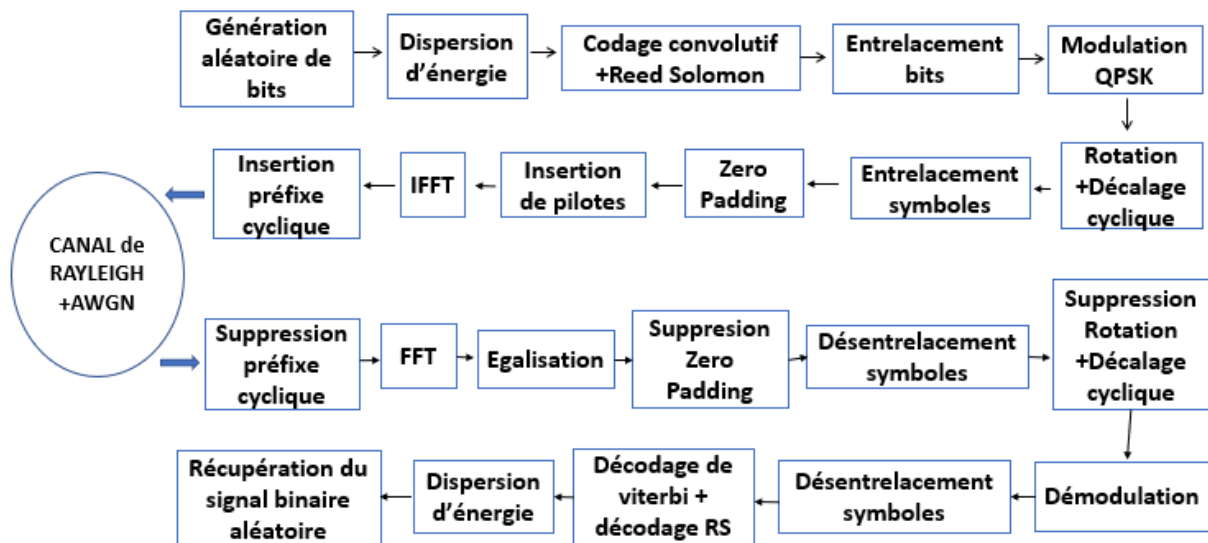 Génération
aléatoire de
bits
Dispersion
d'énergie
Codage convolutif
+Reed Solomon
Entrelacement
bits
Modulation
QPSK
Rotation
+Décalage
cyclique
Entrelacement
symboles
Zero
Padding
Insertion
de pilotes
IFFT
Insertion
préfixe
cyclique
CANAL de
RAYLEIGH
+AWGN
Suppression
préfixe
cyclique
FFT
Egalisation
Suppresion
Zero
Padding
Désentrelacement
symboles
Suppression
Rotation
+Décalage
cyclique
Démodulation
Désentrelacement
symboles
Décodage de
viterbi +
décodage RS
Dispersion
d'énergie
Récupération du
signal binaire
aléatoire